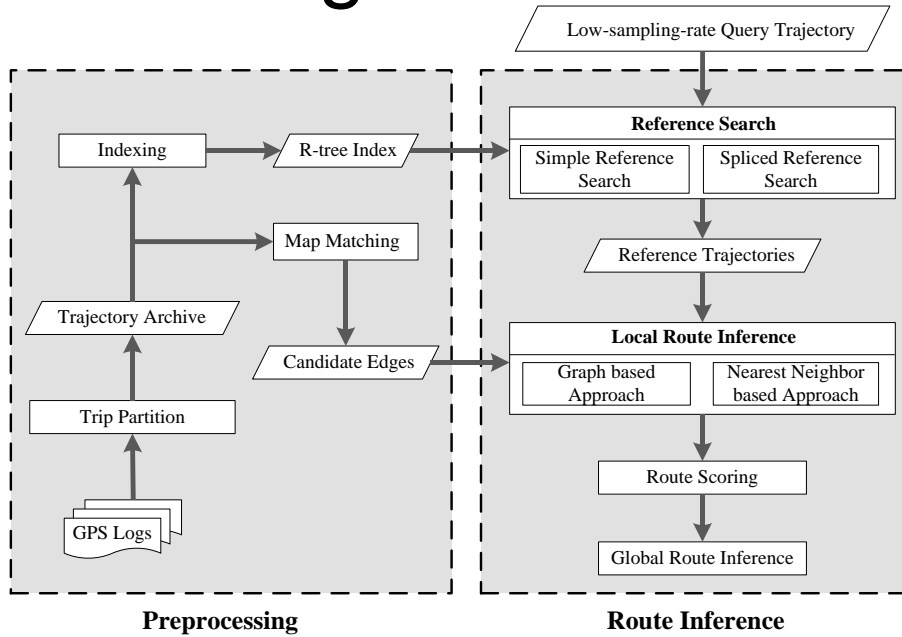 Low-sampling-rate Query Trajectory
Indexing
R-tree Index
Map Matching
Trajectory Archive
Candidate Edges
Trip Partition
GPS Logs
Preprocessing
Reference Search
Simple Reference
Search
Spliced Reference
Search
Reference Trajectories
Local Route Inference
Graph based
Approach
Nearest Neighbor
based Approach
Route Scoring
Global Route Inference
Route Inference